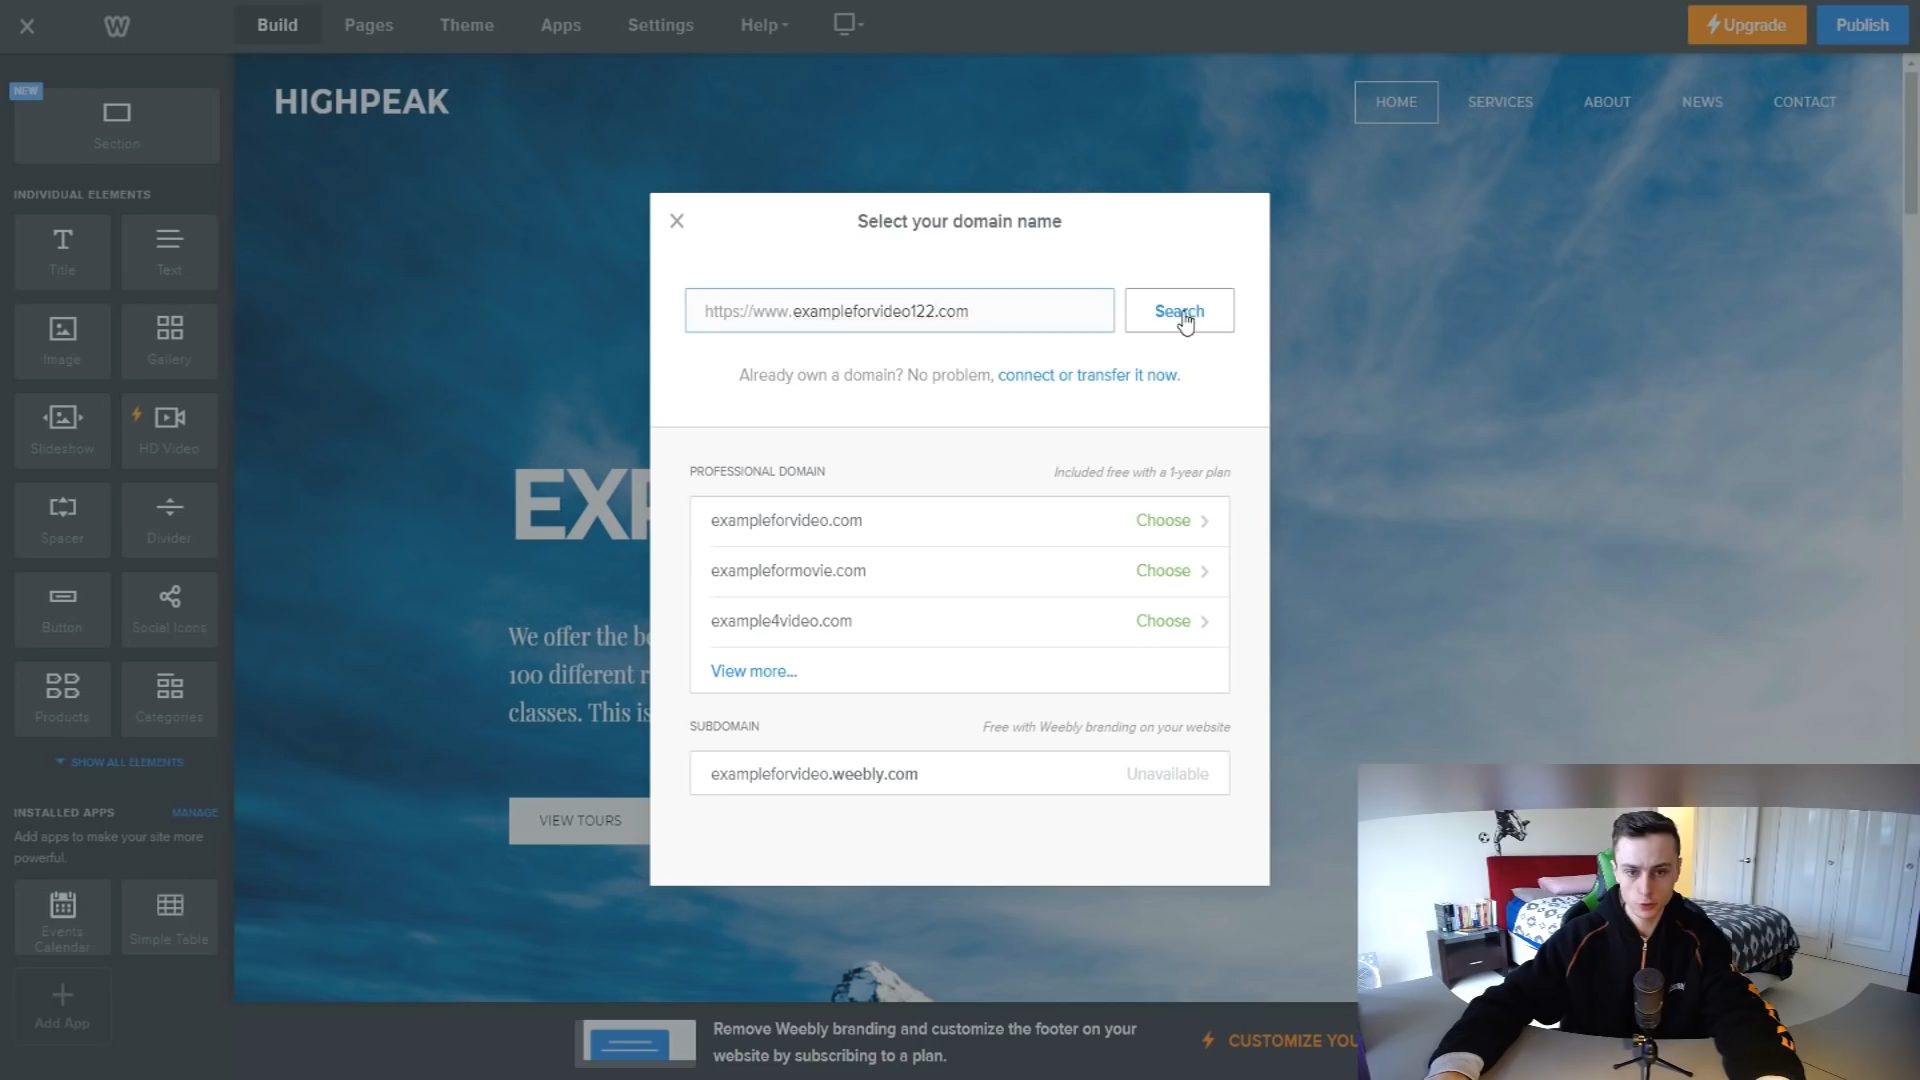 Build
Pages
Theme
Apps
Settings
Help
Upgrade
Publish
NEW
Section
INDIVIDUAL ELEMENTS
Title
Text
Image
Gallery
Slideshow
HD Video
Spacer
Divider
Button
Social Icons
Products
Categories
SHOW ALL ELEMENTS
INSTALLED APPS
MANAGE
Add apps to make your site more
powerful.
Events
Calendar
Simple Table
Add App
HIGHPEAK
HOME
SERVICES
ABOUT
NEWS
CONTACT
EXP
We offer the be
100 different r
classes. This is
VIEW TOURS
Select your domain name
https://www.exampleforvideo122.com
Search
Already own a domain? No problem, connect or transfer it now.
PROFESSIONAL DOMAIN
Included free with a 1-year plan
exampleforvideo.com
Choose
exampleformovie.com
Choose
example4video.com
Choose
View more...
SUBDOMAIN
Free with Weebly branding on your website
exampleforvideo.weebly.com
Unavailable
Remove Weebly branding and customize the footer on your
website by subscribing to a plan.
CUSTOMIZE YOU